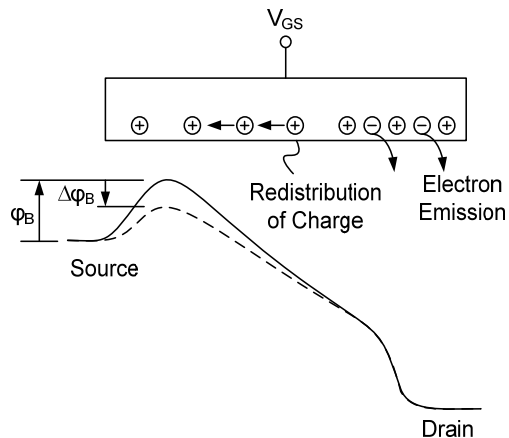 V_GS
+ + + + + − + − +
Redistribution
of Charge
Electron
Emission
φ_B
Δφ_B
Source
Drain